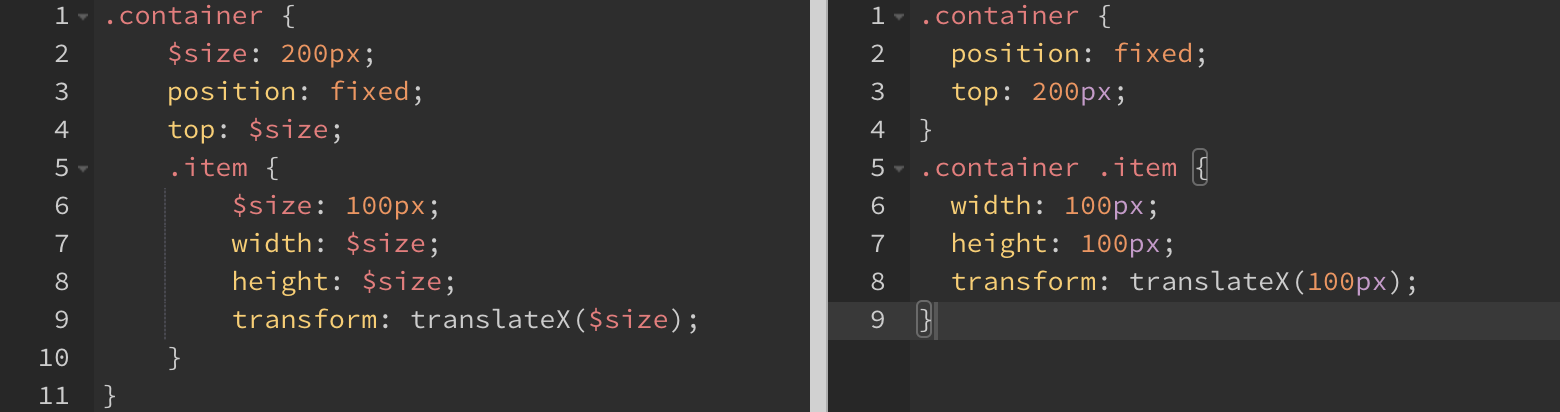 1 .container {
2 $size: 200px;
3 position: fixed;
4 top: $size;
5 .item {
6 $size: 100px;
7 width: $size;
8 height: $size;
9 transform: translateX($size);
10 }
11 }
1 .container {
2 position: fixed;
3 top: 200px;
4 }
5 .container .item {
6 width: 100px;
7 height: 100px;
8 transform: translateX(100px);
9 }